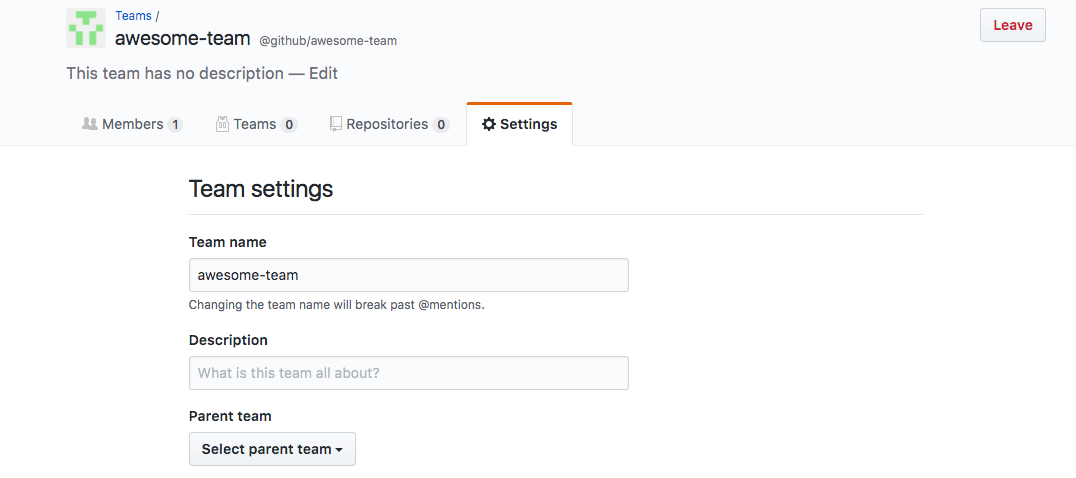 Teams /
awesome-team @github/awesome-team
Leave
This team has no description — Edit
Members 1 Teams 0 Repositories 0 Settings
Team settings
Team name
awesome-team
Changing the team name will break past @mentions.
Description
What is this team all about?
Parent team
Select parent team